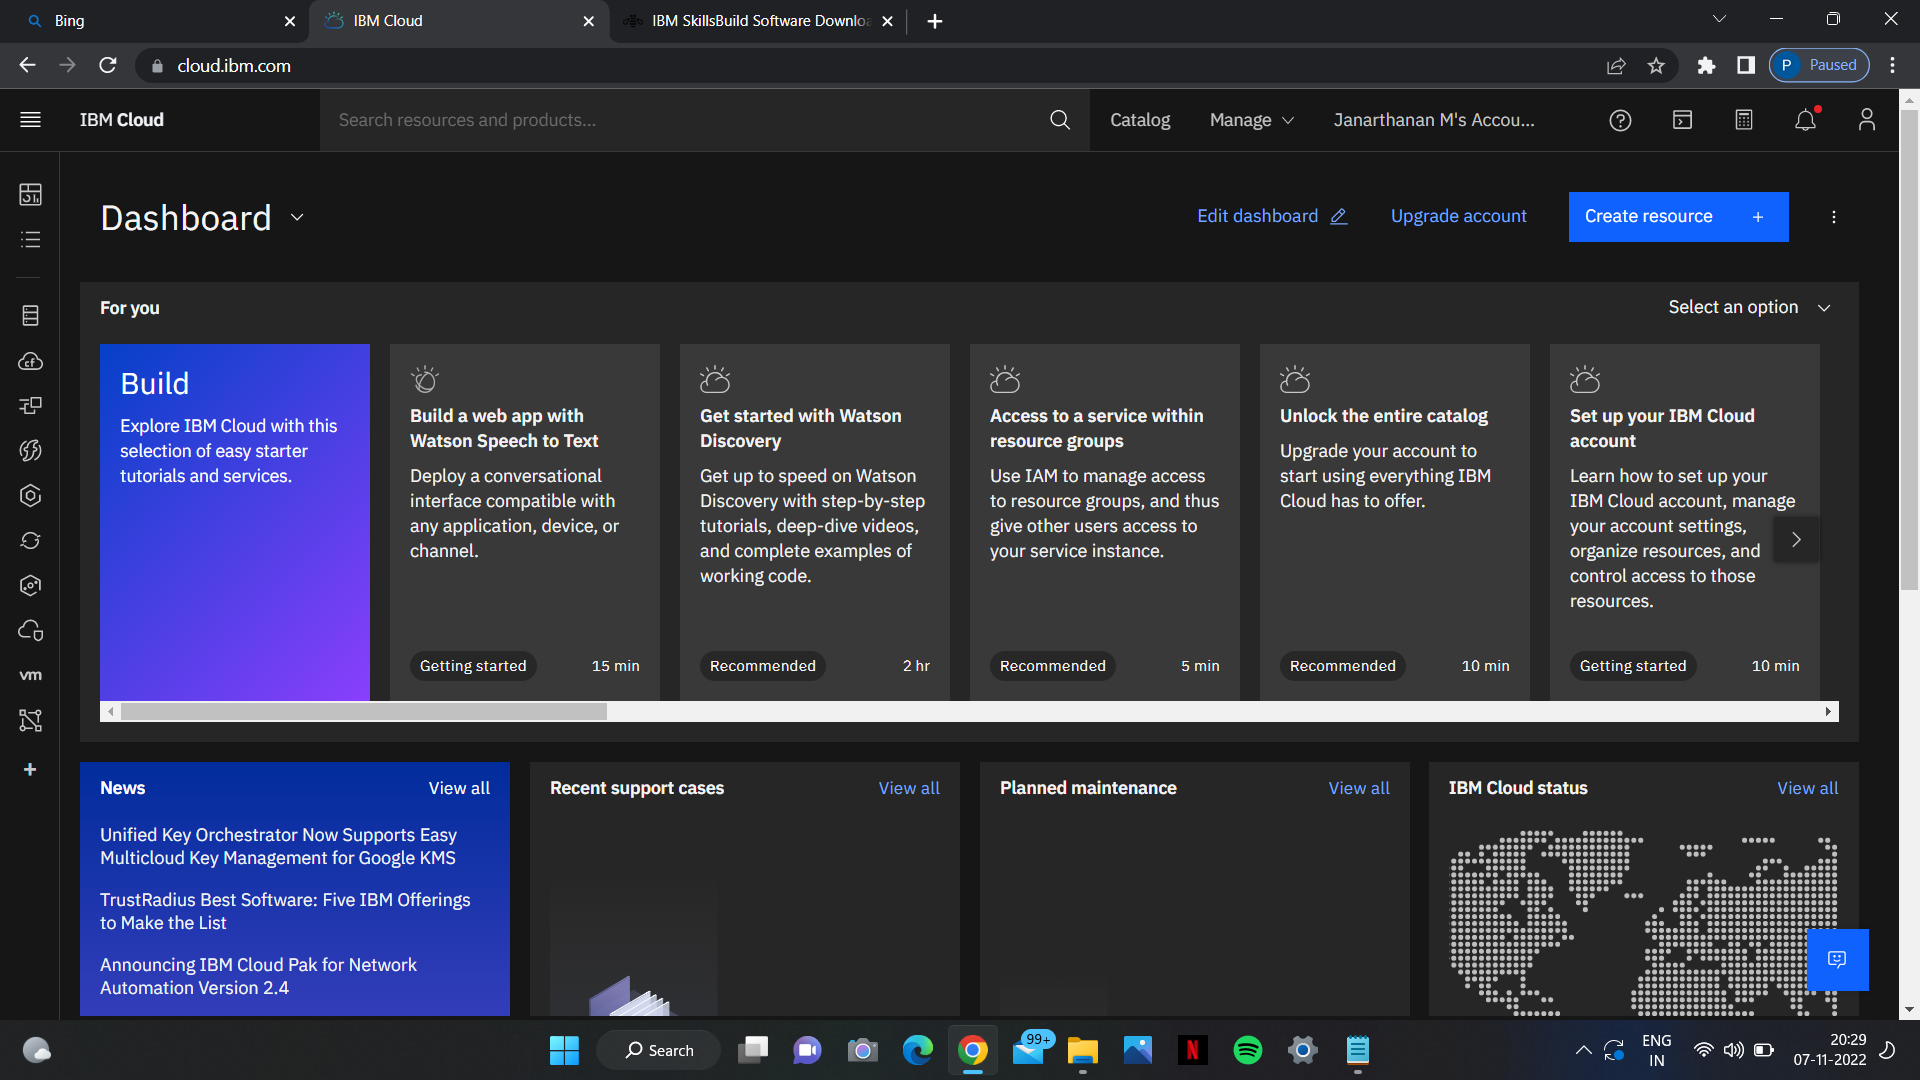 Bing
IBM Cloud
IBM SkillsBuild Software Downloa
cloud.ibm.com
P Paused
IBM Cloud
Search resources and products...
Catalog
Manage
Janarthanan M's Accou...
Dashboard
Edit dashboard
Upgrade account
Create resource +
For you
Select an option
Build
Explore IBM Cloud with this
selection of easy starter
tutorials and services.
Build a web app with
Watson Speech to Text
Deploy a conversational
interface compatible with
any application, device, or
channel.
Getting started
15 min
Get started with Watson
Discovery
Get up to speed on Watson
Discovery with step-by-step
tutorials, deep-dive videos,
and complete examples of
working code.
Recommended
2 hr
Access to a service within
resource groups
Use IAM to manage access
to resource groups, and thus
give other users access to
your service instance.
Recommended
5 min
Unlock the entire catalog
Upgrade your account to
start using everything IBM
Cloud has to offer.
Recommended
10 min
Set up your IBM Cloud
account
Learn how to set up your
IBM Cloud account, manage
your account settings,
organize resources, and
control access to those
resources.
Getting started
10 min
cf
vm
News
View all
Unified Key Orchestrator Now Supports Easy
Multicloud Key Management for Google KMS
TrustRadius Best Software: Five IBM Offerings
to Make the List
Announcing IBM Cloud Pak for Network
Automation Version 2.4
Recent support cases
View all
Planned maintenance
View all
IBM Cloud status
View all
Search
99+
N
ENG
IN
20:29
07-11-2022